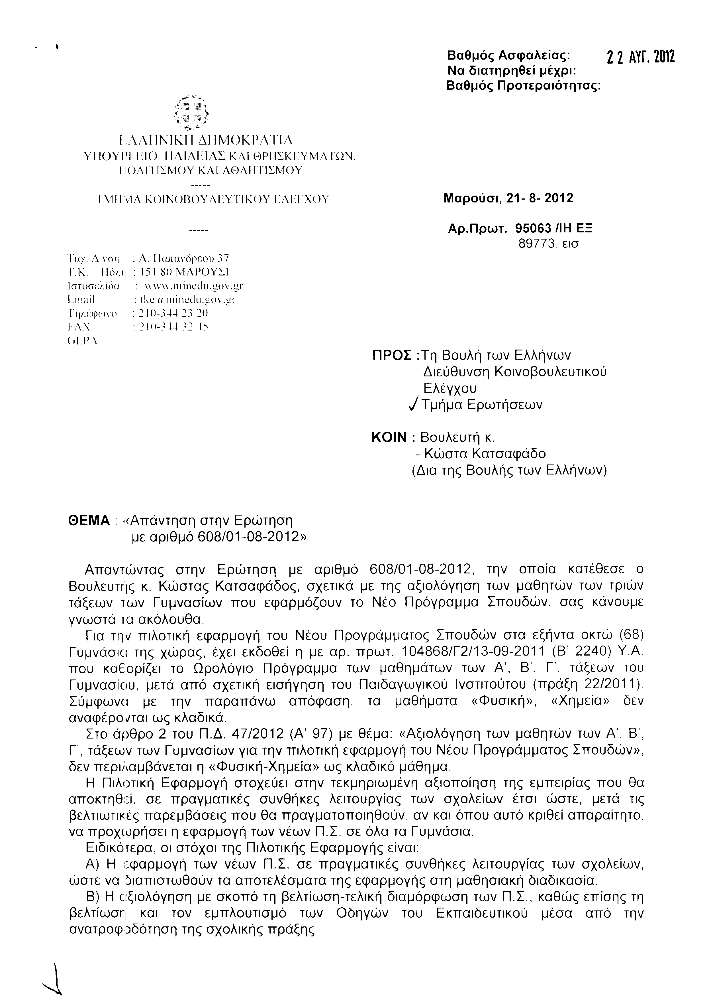 Βαθμός Ασφαλείας: 22 ΑΥΓ. 2012
Να διατηρηθεί μέχρι:
Βαθμός Προτεραιότητας:
ΕΛΛΗΝΙΚΗ ΔΗΜΟΚΡΑΤΙΑ
ΥΠΟΥΡΓΕΙΟ ΠΑΙΔΕΙΑΣ ΚΑΙ ΘΡΗΣΚΕΥΜΑΤΩΝ.
ΠΟΛΙΤΙΣΜΟΥ ΚΑΙ ΑΘΛΗΤΙΣΜΟΥ
-----
ΤΜΗΜΑ ΚΟΙΝΟΒΟΥΛΕΥΤΙΚΟΥ ΕΛΕΓΧΟΥ
-----
Μαρούσι, 21- 8- 2012
Αρ.Πρωτ. 95063 /ΙΗ ΕΞ
89773. εισ
Ταχ. Δ νση : Α. Παπανδρέου 37
Τ.Κ. Πόλη : 151 80 ΜΑΡΟΥΣΙ
Ιστοσελίδα : www.minedu.gov.gr
Email : tke@minedu.gov.gr
Τηλέφωνο : 210-344 23 20
FAX : 210-344 32 45
GEPA
ΠΡΟΣ :Τη Βουλή των Ελλήνων
Διεύθυνση Κοινοβουλευτικού
Ελέγχου
✓ Τμήμα Ερωτήσεων
ΚΟΙΝ : Βουλευτή κ.
- Κώστα Κατσαφάδο
(Δια της Βουλής των Ελλήνων)
ΘΕΜΑ : «Απάντηση στην Ερώτηση
με αριθμό 608/01-08-2012»
Απαντώντας στην Ερώτηση με αριθμό 608/01-08-2012, την οποία κατέθεσε ο
Βουλευτής κ. Κώστας Κατσαφάδος, σχετικά με της αξιολόγηση των μαθητών των τριών
τάξεων των Γυμνασίων που εφαρμόζουν το Νέο Πρόγραμμα Σπουδών, σας κάνουμε
γνωστά τα ακόλουθα.
Για την πιλοτική εφαρμογή του Νέου Προγράμματος Σπουδών στα εξήντα οκτώ (68)
Γυμνάσια της χώρας, έχει εκδοθεί η με αρ. πρωτ. 104868/Γ2/13-09-2011 (Β' 2240) Υ.Α.
που καθορίζει το Ωρολόγιο Πρόγραμμα των μαθημάτων των Α', Β', Γ', τάξεων του
Γυμνασίου, μετά από σχετική εισήγηση του Παιδαγωγικού Ινστιτούτου (πράξη 22/2011).
Σύμφωνα με την παραπάνω απόφαση, τα μαθήματα «Φυσική», «Χημεία» δεν
αναφέρονται ως κλαδικά.
Στο άρθρο 2 του Π.Δ. 47/2012 (Α' 97) με θέμα: «Αξιολόγηση των μαθητών των Α', Β',
Γ', τάξεων των Γυμνασίων για την πιλοτική εφαρμογή του Νέου Προγράμματος Σπουδών»,
δεν περιλαμβάνεται η «Φυσική-Χημεία» ως κλαδικό μάθημα.
Η Πιλοτική Εφαρμογή στοχεύει στην τεκμηριωμένη αξιοποίηση της εμπειρίας που θα
αποκτηθεί, σε πραγματικές συνθήκες λειτουργίας των σχολείων έτσι ώστε, μετά τις
βελτιωτικές παρεμβάσεις που θα πραγματοποιηθούν, αν και όπου αυτό κριθεί απαραίτητο,
να προχωρήσει η εφαρμογή των νέων Π.Σ. σε όλα τα Γυμνάσια.
Ειδικότερα, οι στόχοι της Πιλοτικής Εφαρμογής είναι:
Α) Η εφαρμογή των νέων Π.Σ. σε πραγματικές συνθήκες λειτουργίας των σχολείων,
ώστε να διαπιστωθούν τα αποτελέσματα της εφαρμογής στη μαθησιακή διαδικασία.
Β) Η αξιολόγηση με σκοπό τη βελτίωση-τελική διαμόρφωση των Π.Σ., καθώς επίσης τη
βελτίωση και τον εμπλουτισμό των Οδηγών του Εκπαιδευτικού μέσα από την
ανατροφοδότηση της σχολικής πράξης